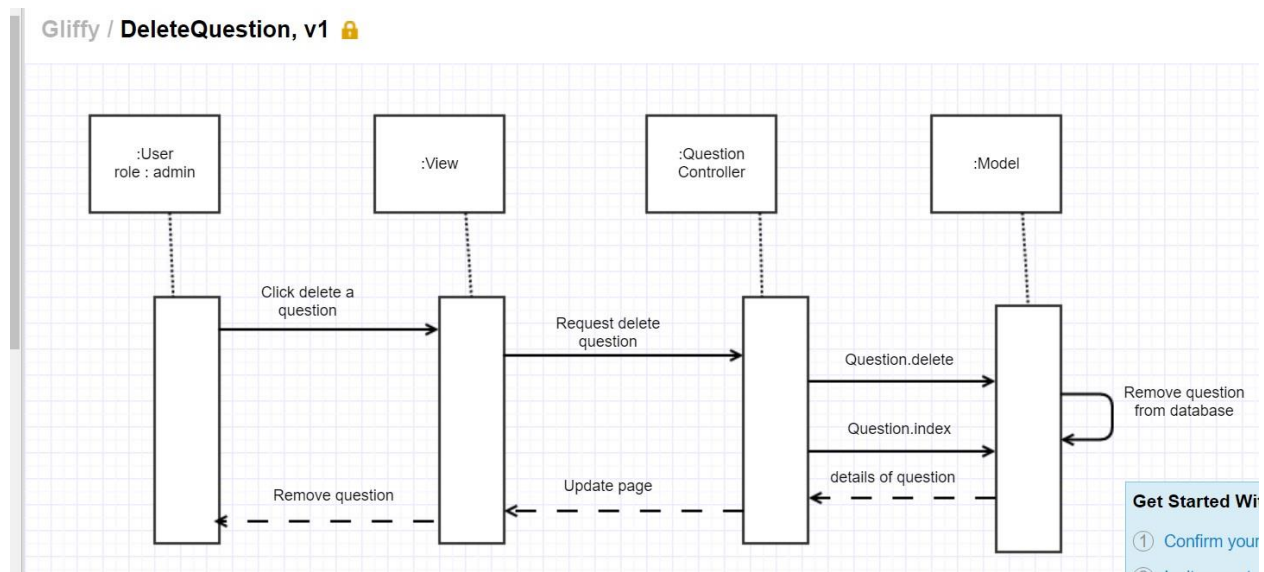 Gliffy / DeleteQuestion, v1
:User
role : admin
:View
:Question
Controller
:Model
Click delete a
question
Request delete
question
Question.delete
Remove question
from database
Question.index
details of question
Update page
Remove question
Get Started Wi
1 Confirm your